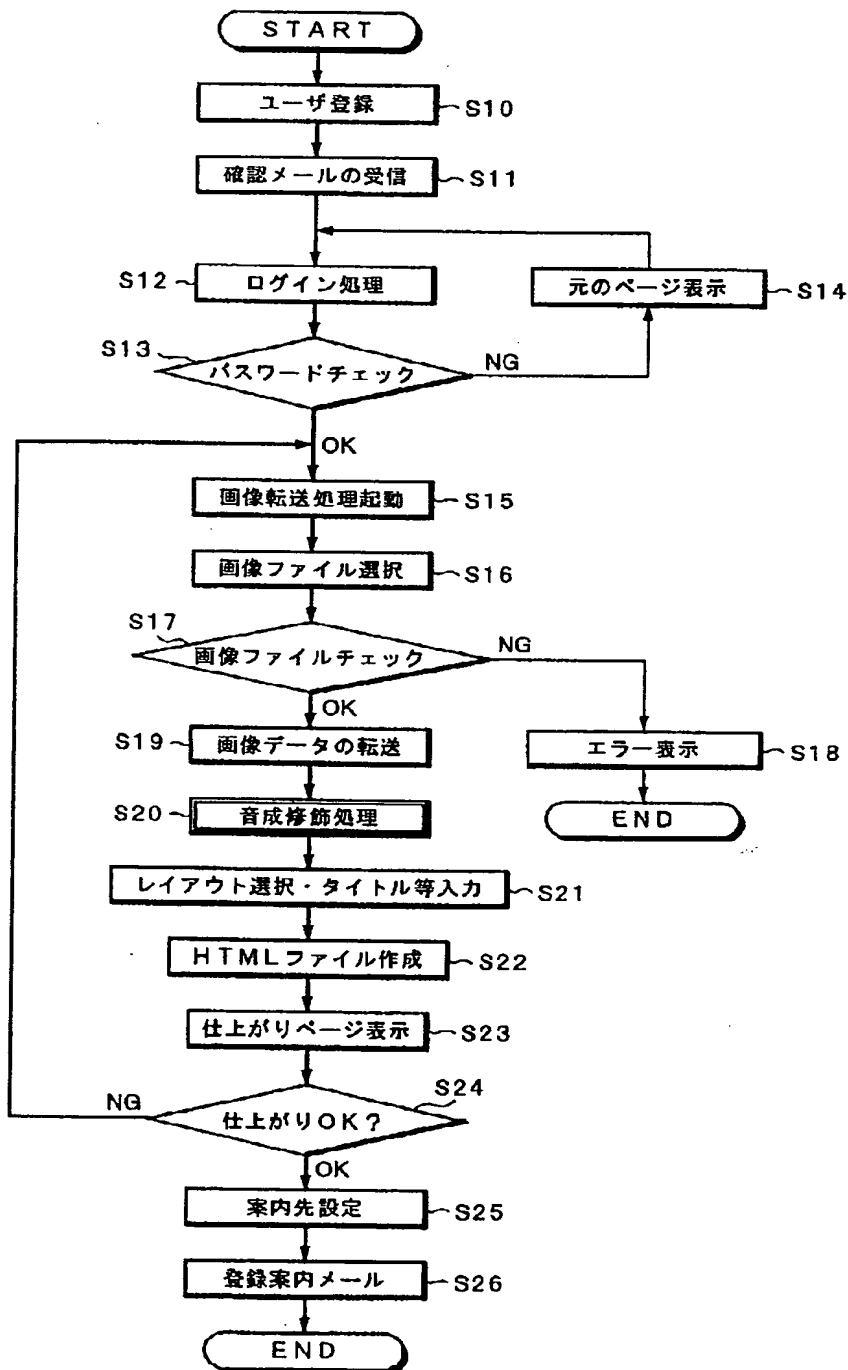 START
ユーザ登録
S10
確認メールの受信
S11
S12
ログイン処理
元のページ表示
S14
S13
パスワードチェック
NG
OK
画像転送処理起動
S15
画像ファイル選択
S16
S17
画像ファイルチェック
NG
OK
S19
画像データの転送
エラー表示
S18
S20
音成修飾処理
END
レイアウト選択・タイトル等入力
S21
HTMLファイル作成
S22
仕上がりページ表示
S23
S24
NG
仕上がりOK?
OK
案内先設定
S25
登録案内メール
S26
END